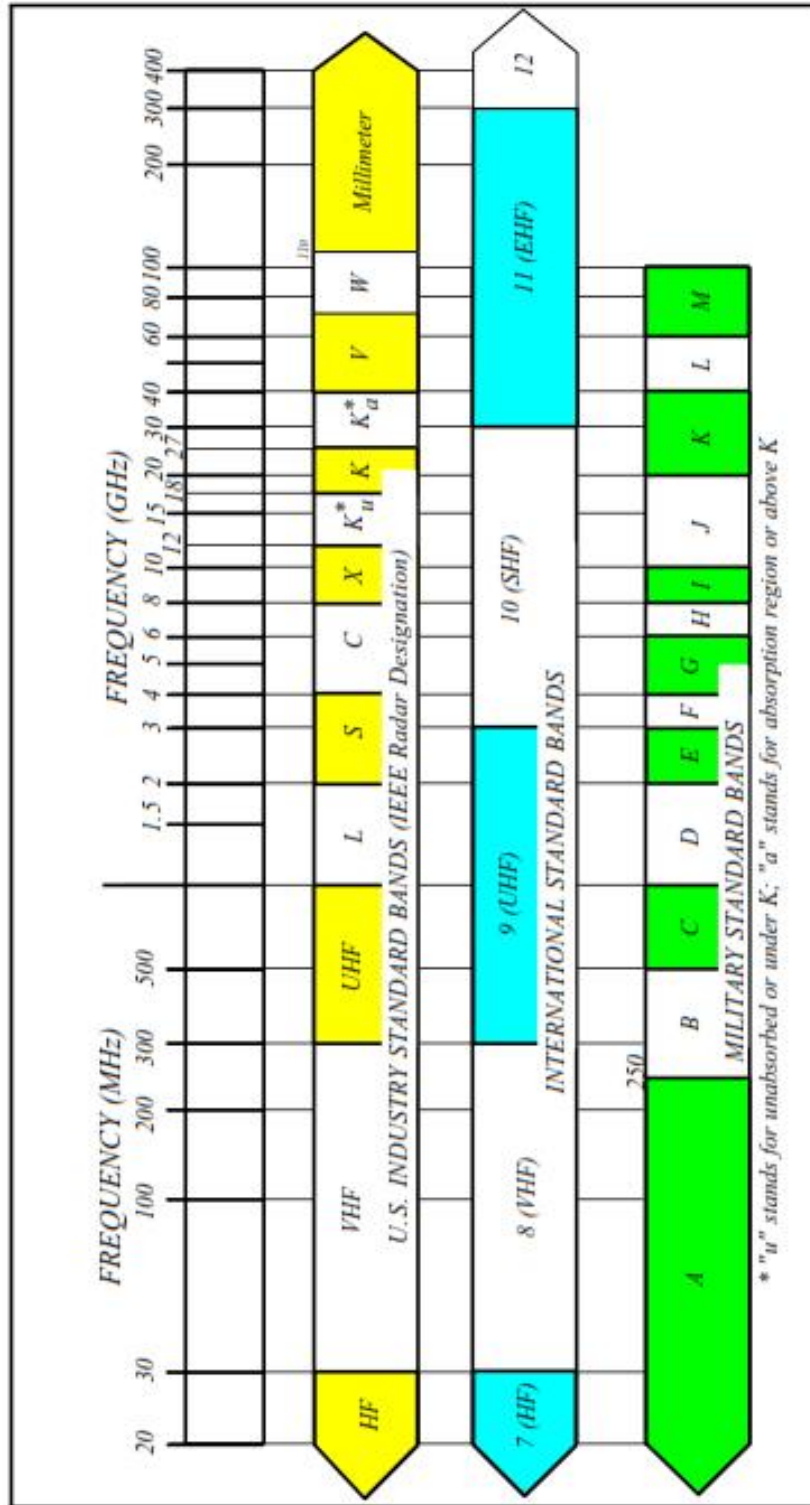 FREQUENCY (MHz) FREQUENCY (GHz)
20 30 100 200 300 500 1.5 2 3 4 5 6 8 10 12 15 18 20 27 30 40 60 80 100 200 300 400
110
HF VHF UHF L S C X Ku* K Ka* V W Millimeter
U.S. INDUSTRY STANDARD BANDS (IEEE Radar Designation)
7 (HF) 8 (VHF) 9 (UHF) 10 (SHF) 11 (EHF) 12
INTERNATIONAL STANDARD BANDS
250
A B C D E F G H I J K L M
MILITARY STANDARD BANDS
* "u" stands for unabsorbed or under K; "a" stands for absorption region or above K